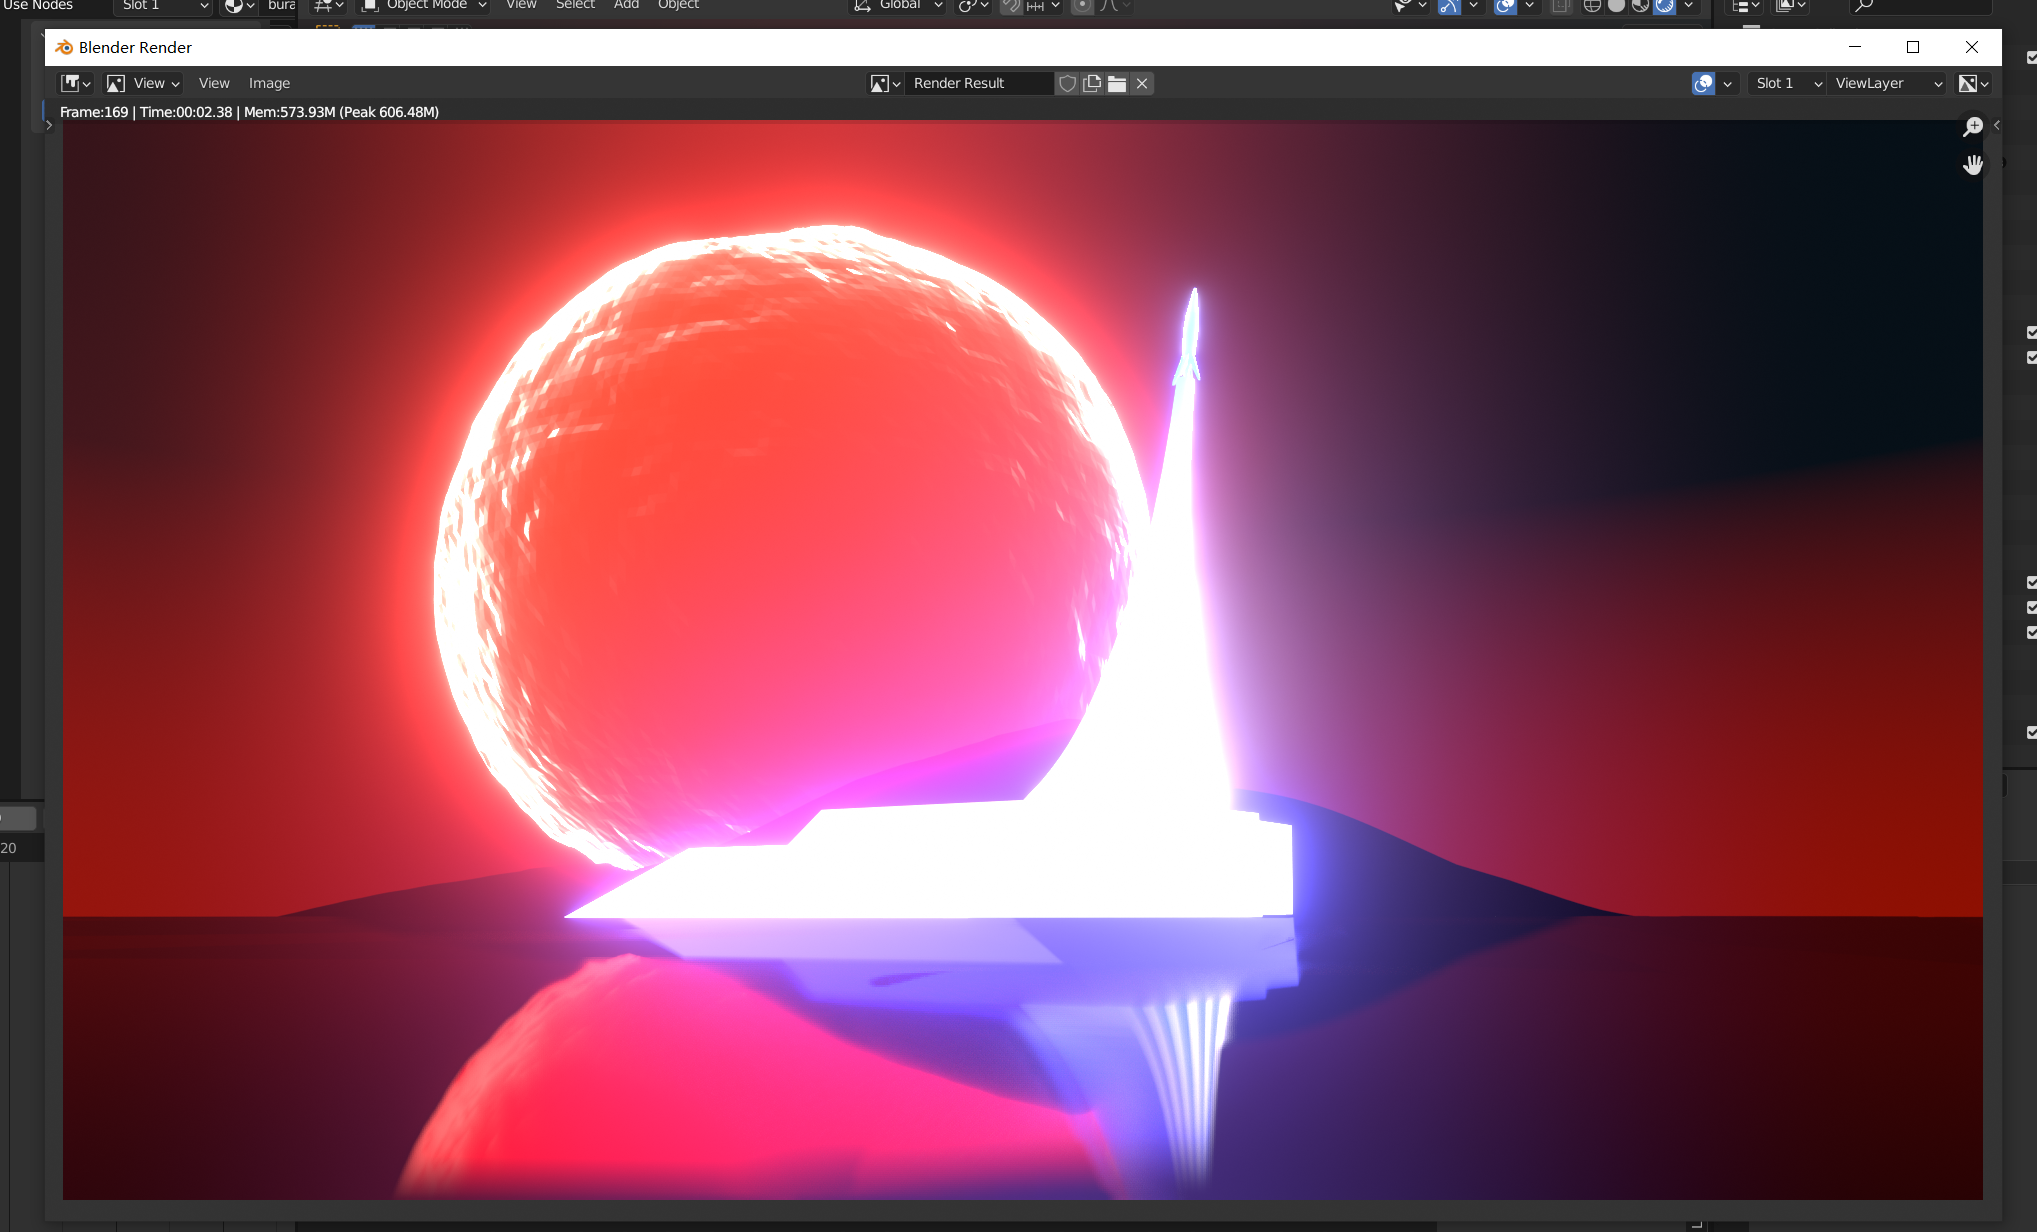 Use Nodes Slot 1 Object Mode View Select Add Object Global
Blender Render
View View Image Render Result Slot 1 ViewLayer
Frame:169 | Time:00:02.38 | Mem:573.93M (Peak 606.48M)
20